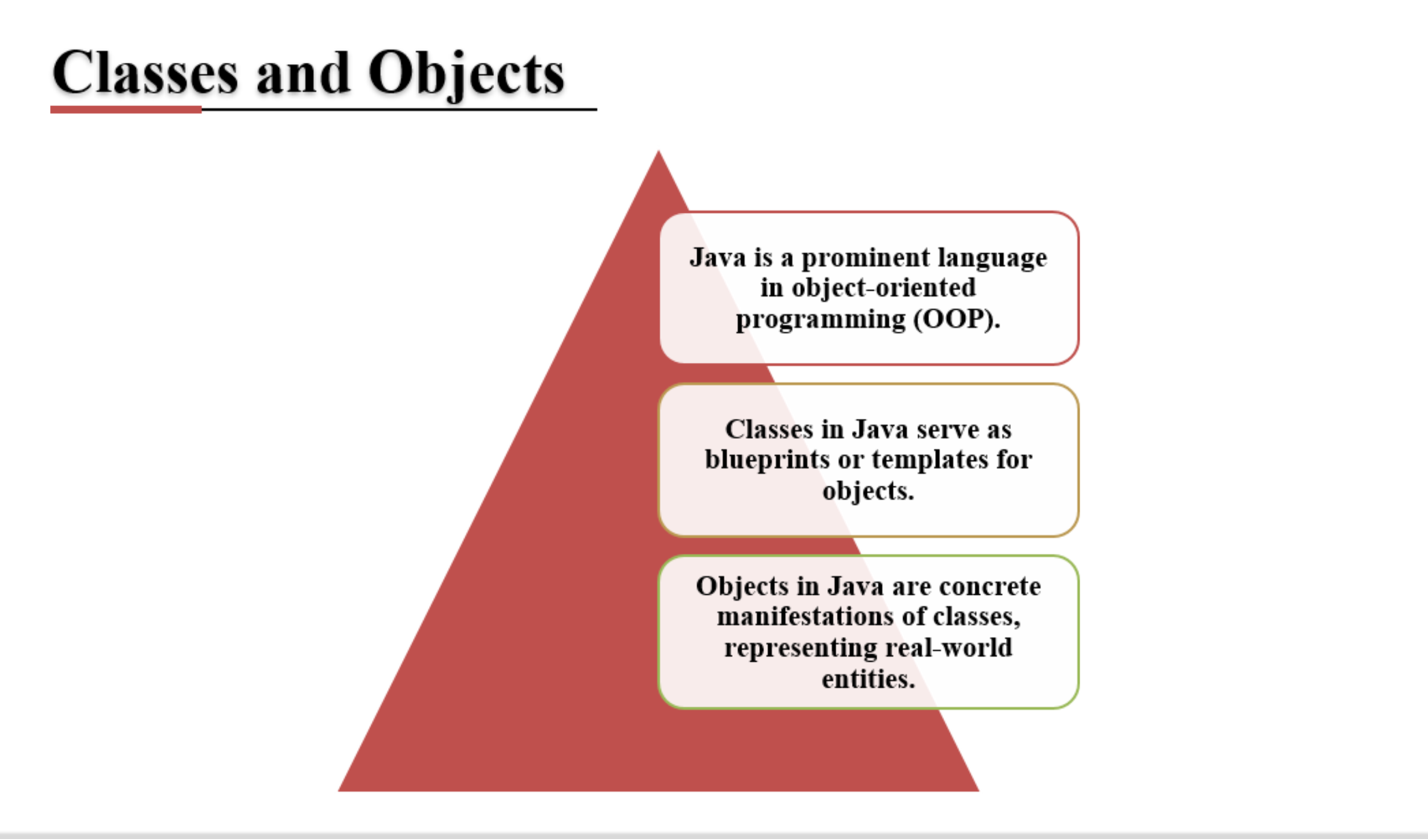 Classes and Objects
Java is a prominent language
in object-oriented
programming (OOP).
Classes in Java serve as
blueprints or templates for
objects.
Objects in Java are concrete
manifestations of classes,
representing real-world
entities.